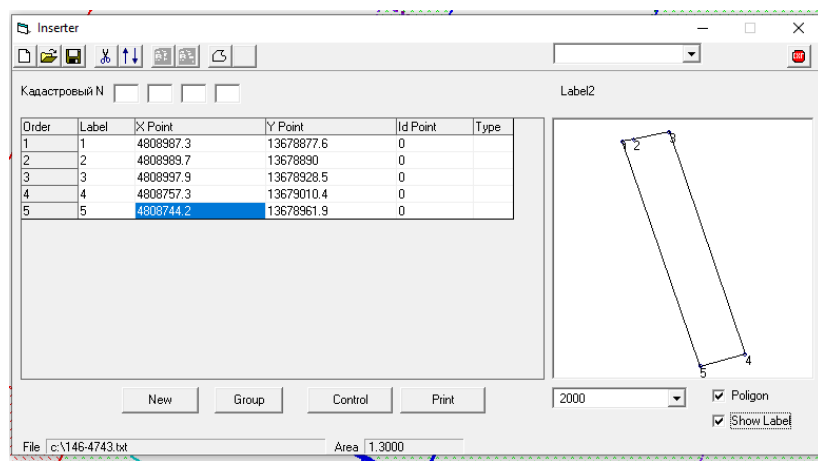 Inserter
Кадастровый N
Label2
Order Label X Point Y Point Id Point Type
1 1 4808987.3 13678877.6 0
2 2 4808989.7 13678890 0
3 3 4808997.9 13678928.5 0
4 4 4808757.3 13679010.4 0
5 5 4808744.2 13678961.9 0
2 3
4
5
New Group Control Print
2000
Poligon
Show Label
File c:\146-4743.txt Area 1.3000